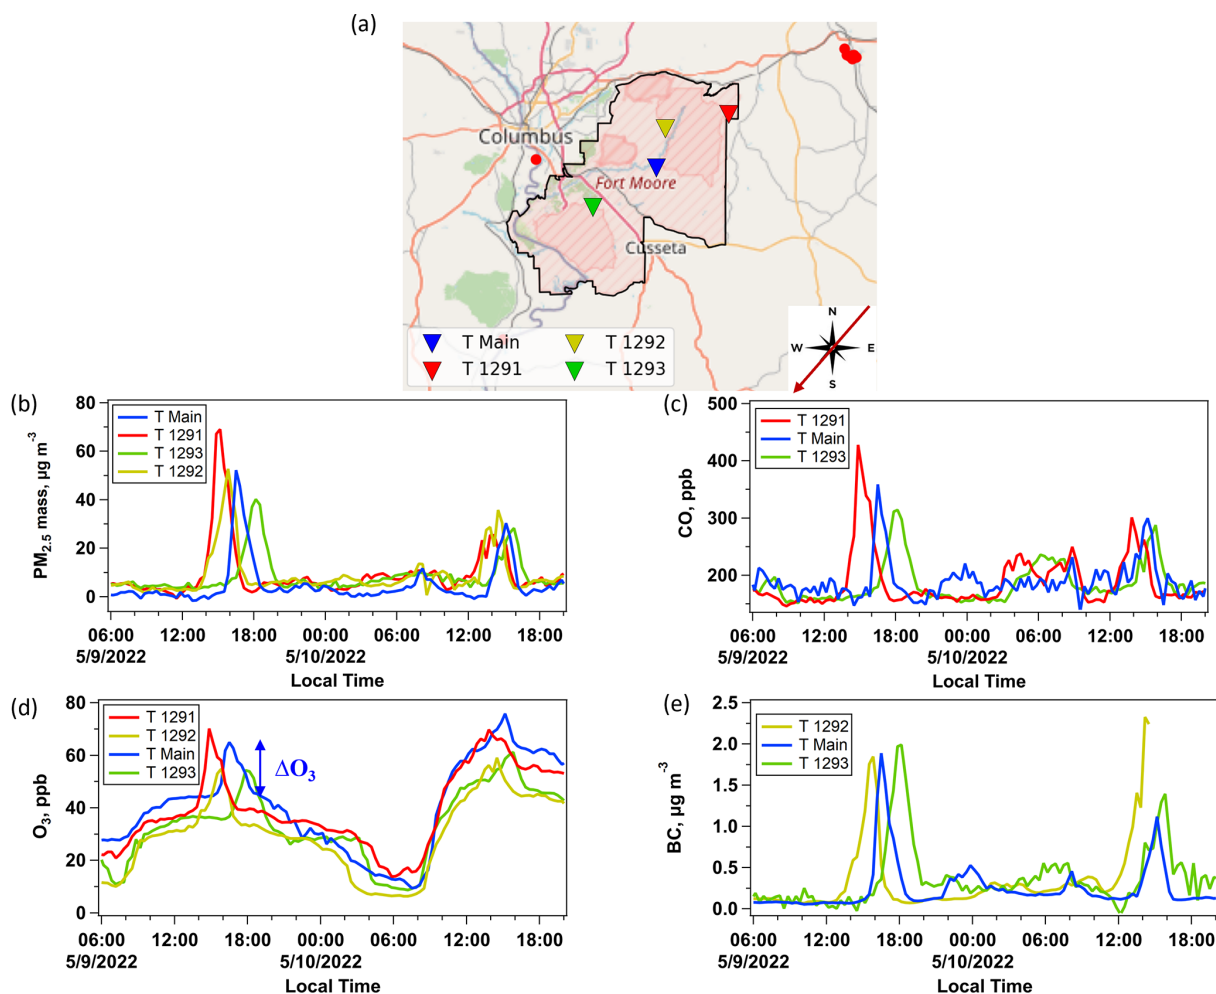 (a)
Columbus
Fort Moore
Cusseta
N
W E
S
T Main T 1292
T 1291 T 1293
(b)
80
60
40
20
0
PM2.5 mass, µg m-3
T Main
T 1291
T 1293
T 1292
06:00 12:00 18:00 00:00 06:00 12:00 18:00
5/9/2022 5/10/2022
Local Time
(c)
500
400
300
200
CO, ppb
T 1291
T Main
T 1293
06:00 12:00 18:00 00:00 06:00 12:00 18:00
5/9/2022 5/10/2022
Local Time
(d)
80
60
40
20
0
O3, ppb
T 1291
T 1292
T Main
T 1293
ΔO3
06:00 12:00 18:00 00:00 06:00 12:00 18:00
5/9/2022 5/10/2022
Local Time
(e)
2.5
2.0
1.5
1.0
0.5
0.0
BC, µg m-3
T 1292
T Main
T 1293
06:00 12:00 18:00 00:00 06:00 12:00 18:00
5/9/2022 5/10/2022
Local Time